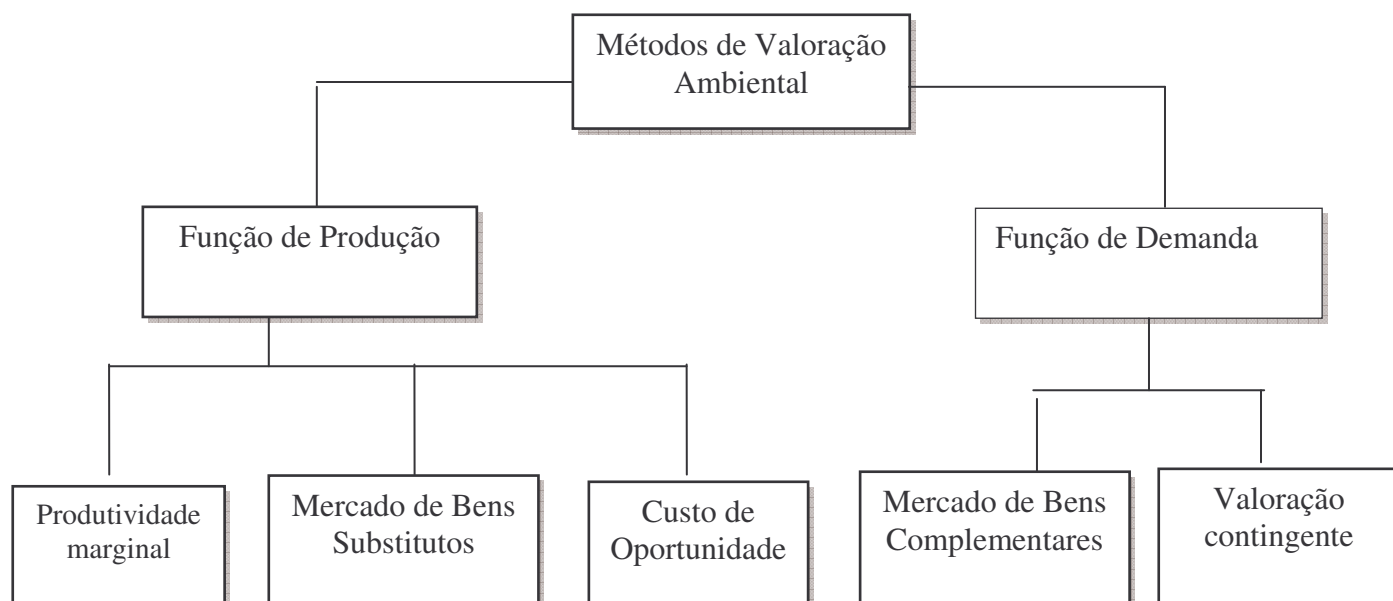 Métodos de Valoração
Ambiental
Função de Produção
Função de Demanda
Produtividade
marginal
Mercado de Bens
Substitutos
Custo de
Oportunidade
Mercado de Bens
Complementares
Valoração
contingente